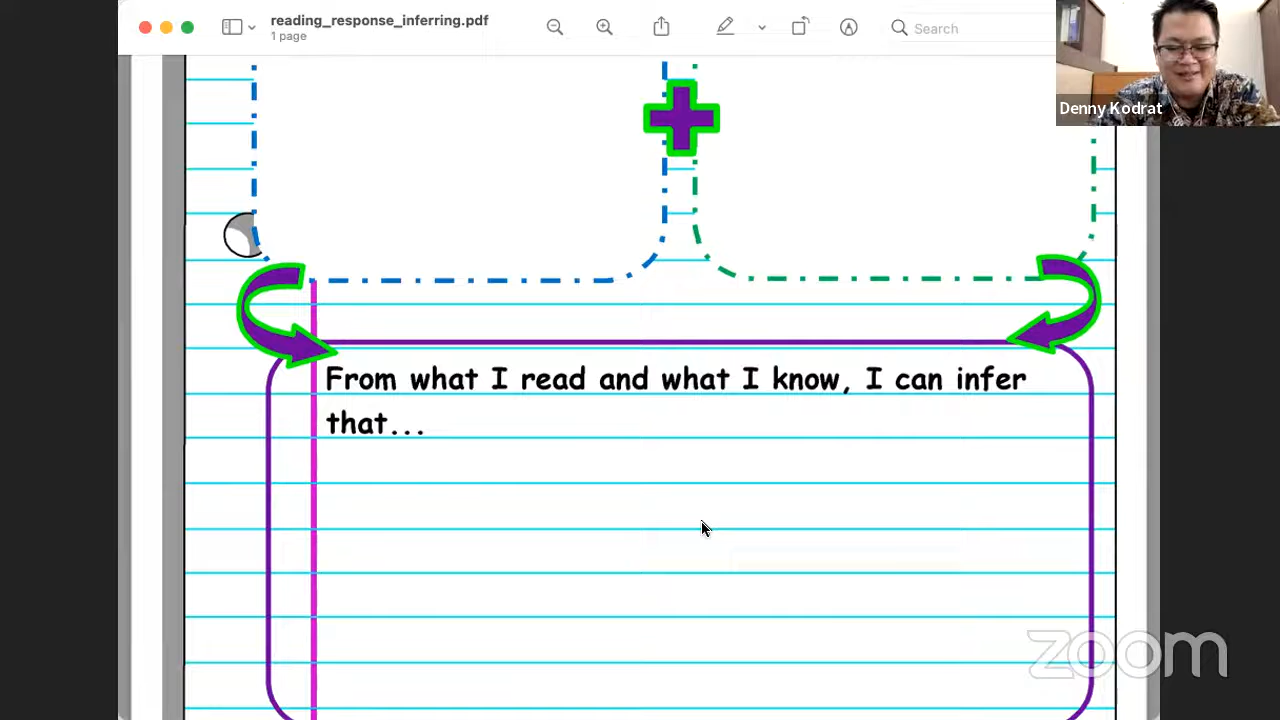 reading_response_inferring.pdf
1 page
Search
Denny Kodrat
From what I read and what I know, I can infer
that...
zoom